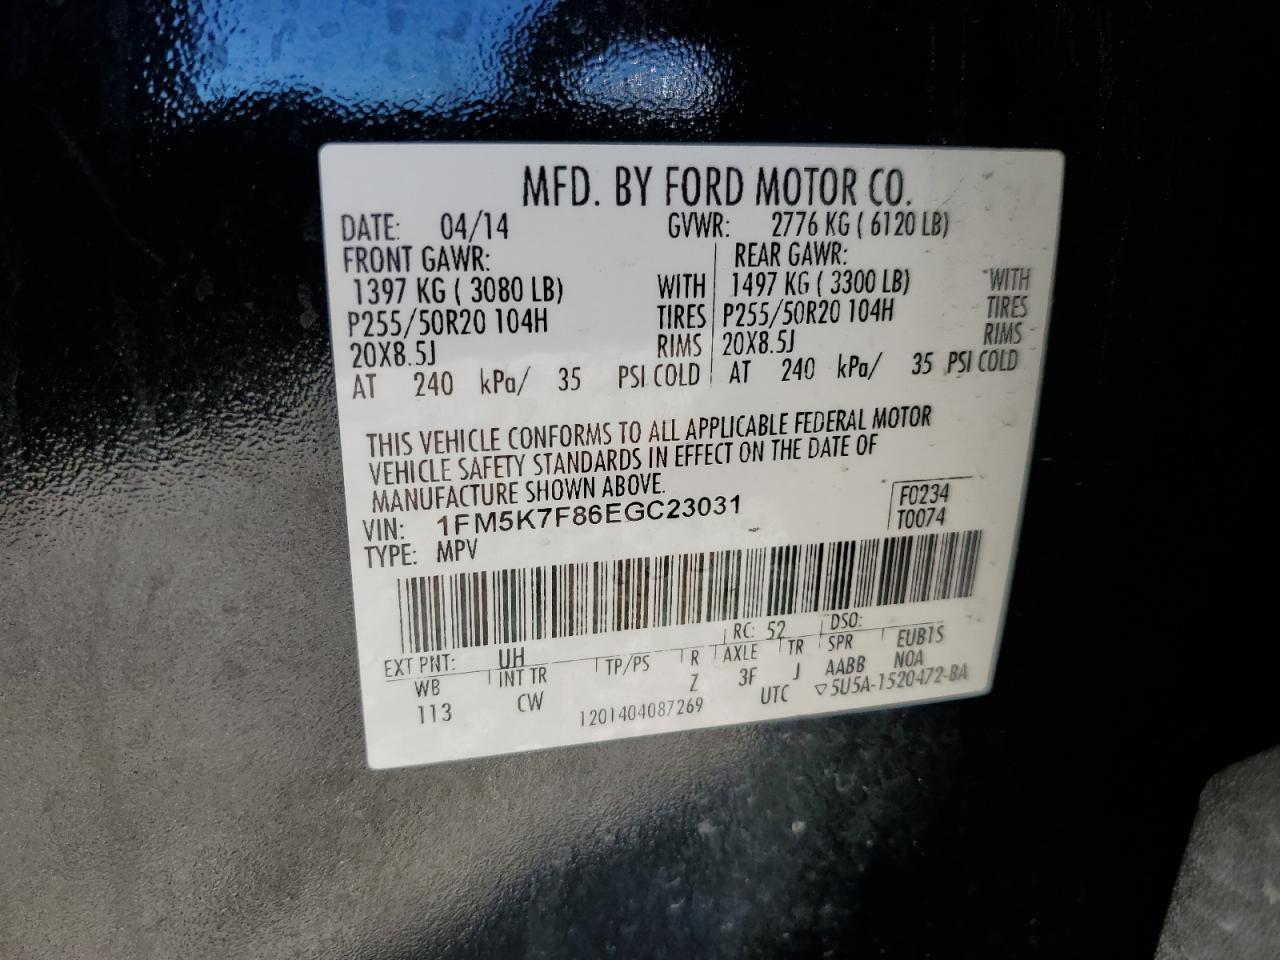 MFD. BY FORD MOTOR CO.
DATE: 04/14 GVWR: 2776 KG ( 6120 LB)
FRONT GAWR: REAR GAWR:
1397 KG ( 3080 LB) WITH 1497 KG ( 3300 LB) WITH
P255/50R20 104H TIRES P255/50R20 104H TIRES
20X8.5J RIMS 20X8.5J RIMS
AT 240 kPa/ 35 PSI COLD AT 240 kPa/ 35 PSI COLD
THIS VEHICLE CONFORMS TO ALL APPLICABLE FEDERAL MOTOR
VEHICLE SAFETY STANDARDS IN EFFECT ON THE DATE OF
MANUFACTURE SHOWN ABOVE.
VIN: 1FM5K7F86EGC23031 F0234
TYPE: MPV T0074
EXT PNT: UH RC: 52 DSO:
WB INT TR TP/PS R AXLE TR SPR EUB1S
113 CW Z 3F J AABB N0A
1201404087269 UTC ▽5U5A-1520472-BA